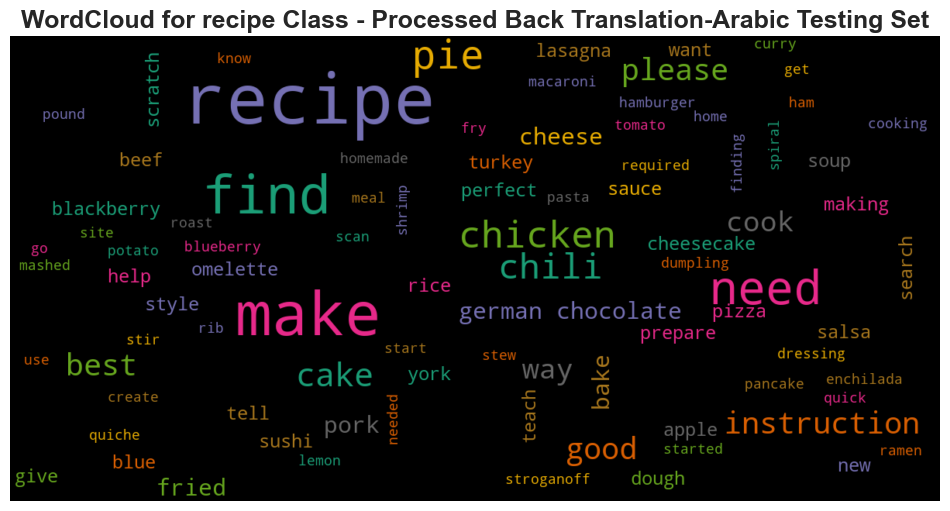 WordCloud for recipe Class - Processed Back Translation-Arabic Testing Set
recipe
pie
lasagna
want
curry
know
scratch
macaroni
please
get
pound
hamburger
ham
home
tomato
cooking
fry
cheese
beef
homemade
turkey
required
finding
spiral
soup
find
meal
shrimp
perfect
pasta
sauce
making
blackberry
roast
chicken
cook
site
scan
cheesecake
go
potato
blueberry
mashed
help
omelette
chili
dumpling
search
rice
need
style
make
german chocolate
pizza
rib
prepare
salsa
stir
start
stew
dressing
use
best
cake
york
way
bake
pancake
enchilada
create
quick
tell
pork
needed
teach
apple
instruction
quiche
sushi
good
started
ramen
blue
lemon
new
give
fried
stroganoff
dough